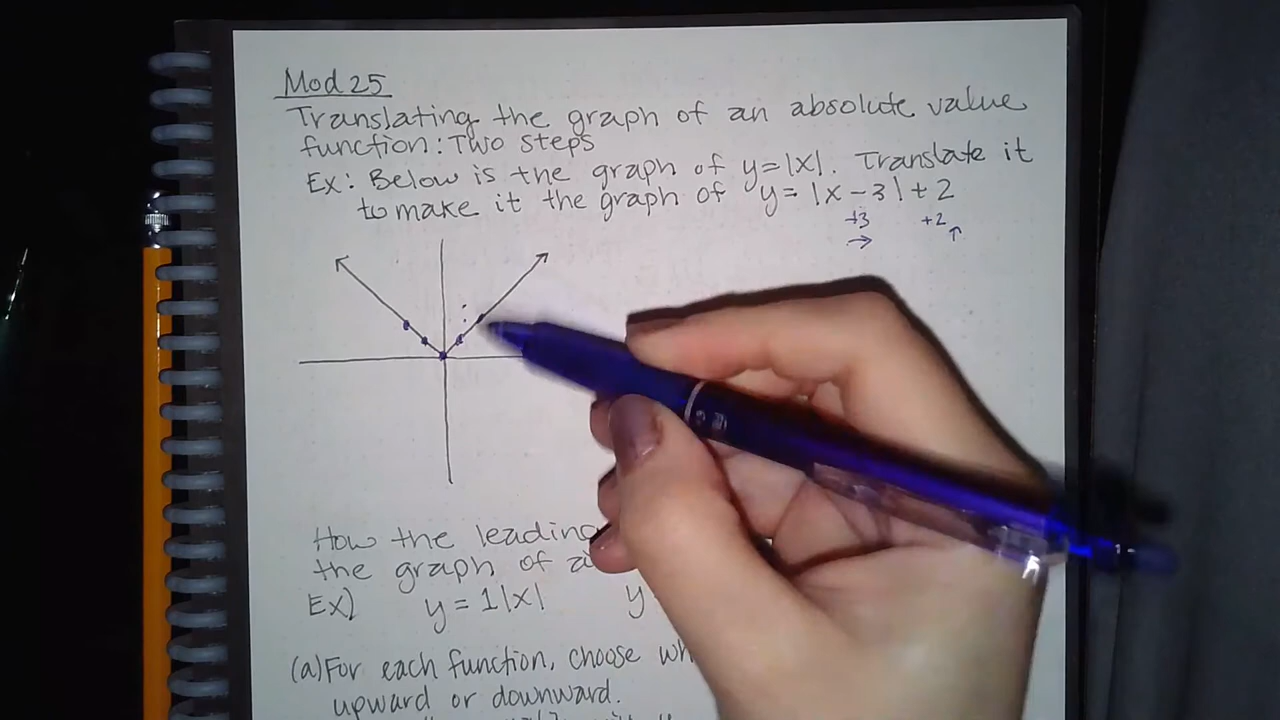 Mod 25
Translating the graph of an absolute value
function: Two steps
Ex: Below is the graph of y=|x|. Translate it
to make it the graph of y= |x-3|+2
+3 +2 ↑
→
How the leading
the graph of
Ex) y = 1|x| y
(a) For each function, choose
upward or downward.